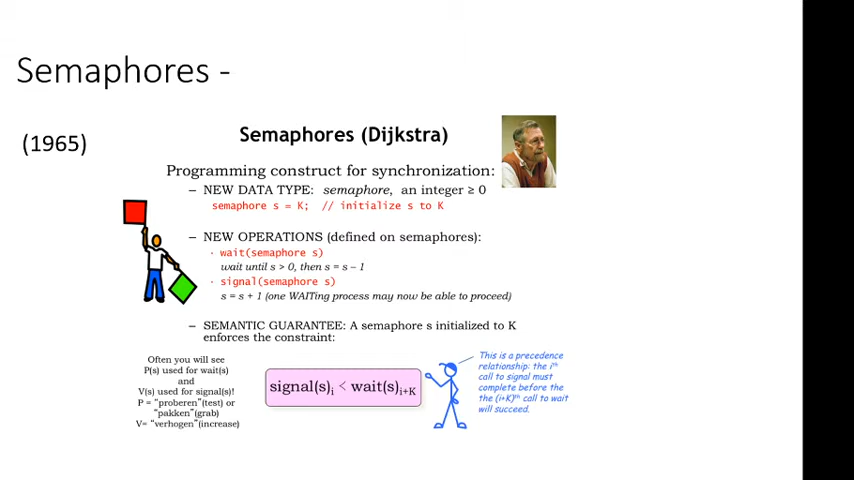 Semaphores -
(1965)
Semaphores (Dijkstra)
Programming construct for synchronization:
– NEW DATA TYPE: semaphore, an integer ≥ 0
semaphore s = K; // initialize s to K
– NEW OPERATIONS (defined on semaphores):
· wait(semaphore s)
wait until s > 0, then s = s – 1
· signal(semaphore s)
s = s + 1 (one WAITing process may now be able to proceed)
– SEMANTIC GUARANTEE: A semaphore s initialized to K
enforces the constraint:
Often you will see
P(s) used for wait(s)
and
V(s) used for signal(s)!
P = "proberen"(test) or
"pakken"(grab)
V= "verhogen"(increase)
signal(s)i < wait(s)i+K
This is a precedence
relationship: the ith
call to signal must
complete before the
the (i+K)th call to wait
will succeed.